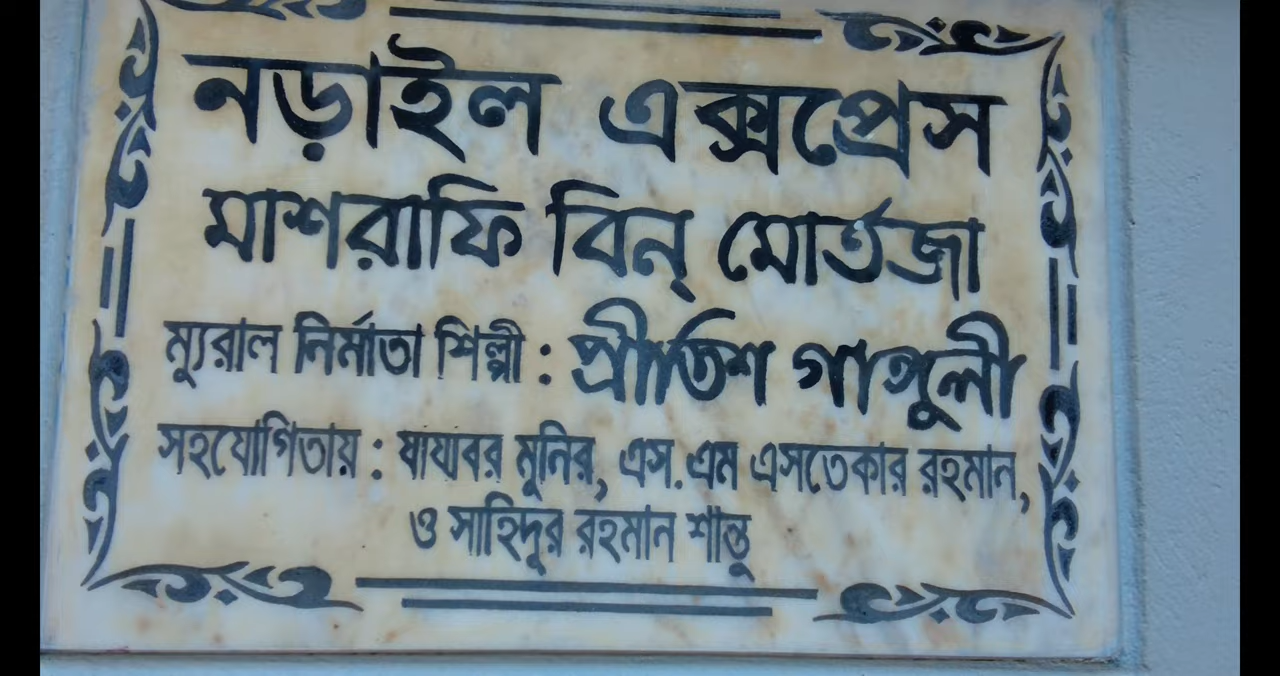 নড়াইল এক্সপ্রেস
মাশরাফি বিন্ মোর্তজা
ম্যুরাল নির্মাতা শিল্পী : প্রীতিশ গাঙ্গুলী
সহযোগিতায় : যাযাবর মুনির, এস.এম এসতেকার রহমান,
ও সাহিদুর রহমান শান্তু